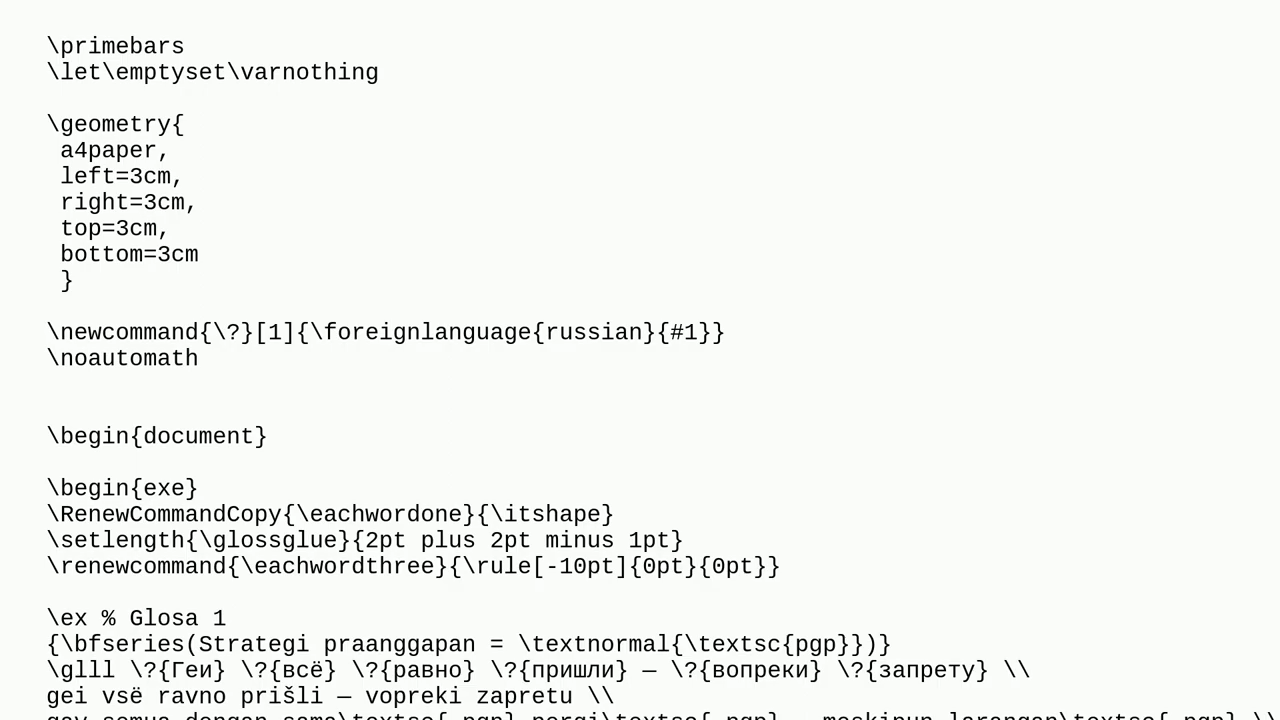 \primebars
\let\emptyset\varnothing
\geometry{
a4paper,
left=3cm,
right=3cm,
top=3cm,
bottom=3cm
}
\newcommand{\?}[1]{\foreignlanguage{russian}{#1}}
\noautomath
\begin{document}
\begin{exe}
\RenewCommandCopy{\eachwordone}{\itshape}
\setlength{\glossglue}{2pt plus 2pt minus 1pt}
\renewcommand{\eachwordthree}{\rule[-10pt]{0pt}{0pt}}
\ex % Glosa 1
{\bfseries(Strategi praanggapan = \textnormal{\textsc{pgp}})}
\glll \?{Геи} \?{всё} \?{равно} \?{пришли} — \?{вопреки} \?{запрету} \\
gei vsë ravno prišli — vopreki zapretu \\